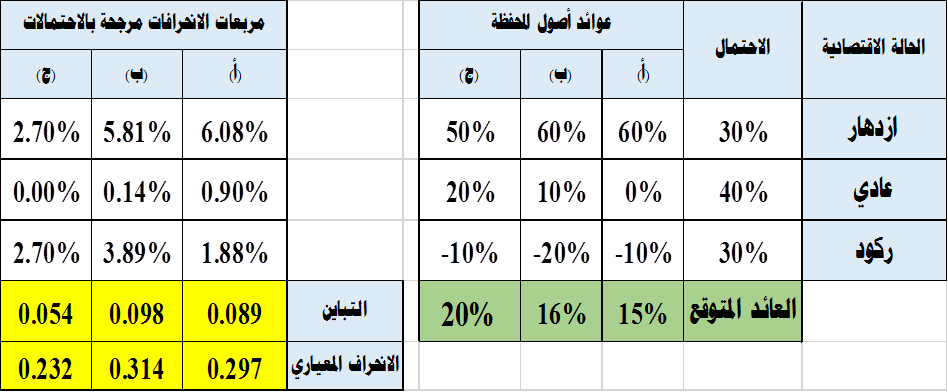 الحالة الاقتصادية الاحتمال عوائد أصول للحفظة مربعات الانحرافات مرجحة بالاحتمالات
(أ) (ب) (ج) (أ) (ب) (ج)
ازدهار 30% 60% 60% 50% 6.08% 5.81% 2.70%
عادي 40% 0% 10% 20% 0.90% 0.14% 0.00%
ركود 30% -10% -20% -10% 1.88% 3.89% 2.70%
العائد المتوقع 15% 16% 20% التباين 0.089 0.098 0.054
الانحراف المعياري 0.297 0.314 0.232